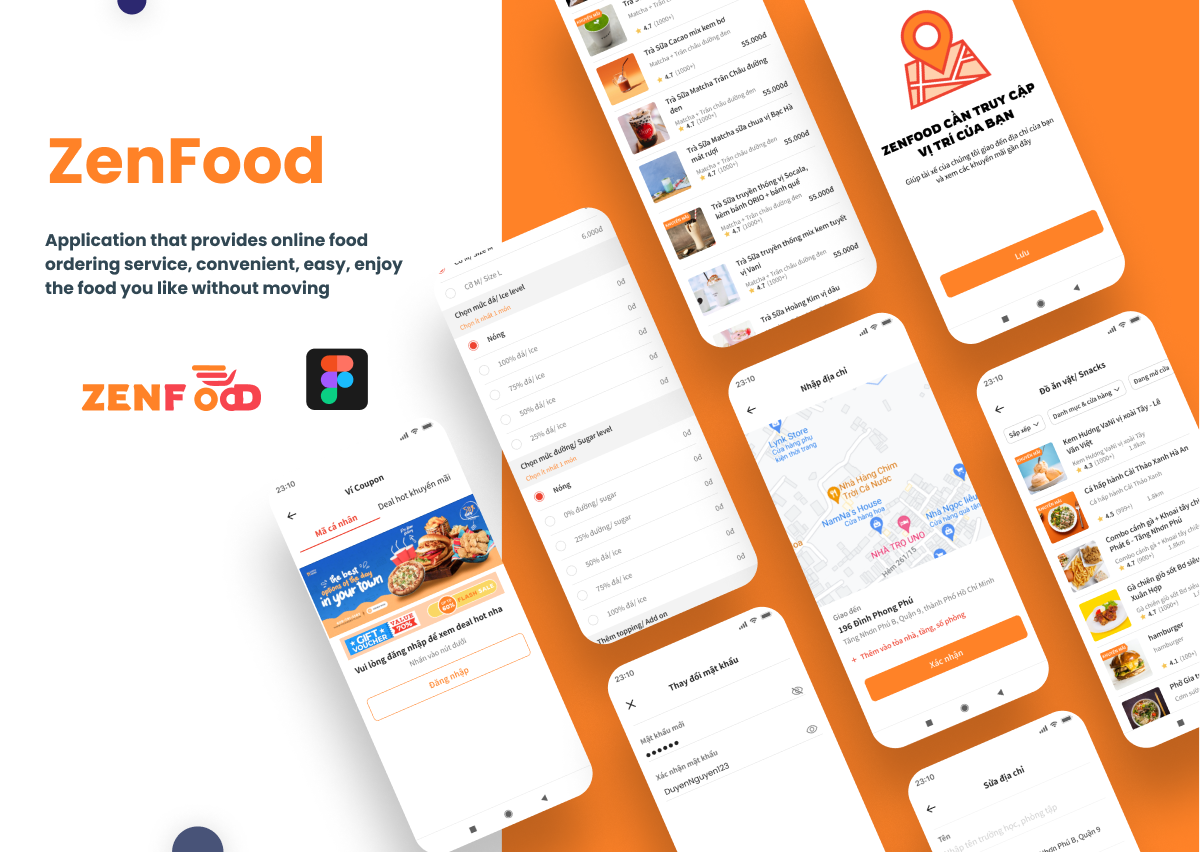 ZenFood
Application that provides online food
ordering service, convenient, easy, enjoy
the food you like without moving
ZENFOOD
23:10
Ví Coupon
Mã cá nhân
Deal hot khuyến mãi
the best
options of the day
in your town
GIFT
VOUCHER
VALUE
70%
UP TO
60%
FLASH SALE
Vui lòng đăng nhập để xem deal hot nha
Nhấn vào nút dưới
Đăng nhập
6,000đ
Cỡ M/ Size L
Chọn mức đá/ Ice level
Chọn ít nhất 1 món
Nóng
0đ
100% đá/ ice
0đ
75% đá/ ice
0đ
50% đá/ ice
0đ
25% đá/ ice
Chọn mức đường/ Sugar level
Chọn ít nhất 1 món
Nóng
0đ
0% đường/ sugar
0đ
25% đường/ sugar
0đ
50% đá/ ice
0đ
75% đá/ ice
0đ
100% đá/ ice
0đ
Thêm topping/ Add on
KHUYẾN MÃI
4.7 (1000+)
Trà Sữa Cacao mix kem bơ
Matcha + Trân châu đường đen
55.000đ
4.7 (1000+)
Trà Sữa Matcha Trân Châu đường
đen
Matcha + Trân châu đường đen
55.000đ
4.7 (1000+)
Trà Sữa Matcha sữa chua vị Bạc Hà
mát rượi
Matcha + Trân châu đường đen
55.000đ
4.7 (1000+)
KHUYẾN MÃI
Trà Sữa truyền thống vị Socala,
kèm bánh ORIO + bánh quế
Matcha + Trân châu đường đen
55.000đ
4.7 (1000+)
Trà Sữa truyền thống mix kem tuyết
vị Vani
Matcha + Trân châu đường đen
55.000đ
4.7 (1000+)
Trà Sữa Hoàng Kim vị dâu
ZENFOOD CẦN TRUY CẬP
VỊ TRÍ CỦA BẠN
Giúp tài xế của chúng tôi giao đến địa chỉ của bạn
và xem các khuyến mãi gần đây
Lưu
23:10
Nhập địa chỉ
Lynk Store
Cửa hàng phụ
kiện thời trang
Nhà Hàng Chim
Trời Cá Nước
NamNa's House
Cửa hàng hoa
Nhà Ngọc liễu
Cửa hàng quà tặng
NHÀ TRỌ ÚNO
Hẻm 261/15
Giao đến
196 Đình Phong Phú
Tăng Nhơn Phú B, Quận 9, thành Phố Hồ Chí Minh
+ Thêm vào tòa nhà, tầng, số phòng
Xác nhận
23:10
Đồ ăn vặt/ Snacks
Sắp xếp
Danh mục & cửa hàng
Đang mở cửa
KHUYẾN MÃI
Kem Hương Vani vị xoài Tây - Lê
Văn Việt
Kem Hương Vani vị xoài Tây
4.3 (1000+)
1.8km
KHUYẾN MÃI
Cá hấp hành Cải Thảo Xanh Hà An
Cá hấp hành Cải Thảo Xanh
4.5 (999+)
1.8km
Combo cánh gà + Khoai tây chiên
Phát 6 - Tăng Nhơn Phú
Combo cánh gà + Khoai tây chiên
4.7 (900+)
1.8km
Gà chiên giò sốt Bơ siêu
Xuân Hợp
Gà chiên giò sốt Bơ siêu
4.7 (1000+)
KHUYẾN MÃI
hamburger
hamburger
4.1 (100+)
Phở Gia
23:10
Thay đổi mật khẩu
Mật khẩu mới
••••••
Xác nhận mật khẩu
DuyenNguyen123
23:10
Sửa địa chỉ
Tên
Nhập tên trường học, phòng tập
Nhơn Phú B, Quận 9